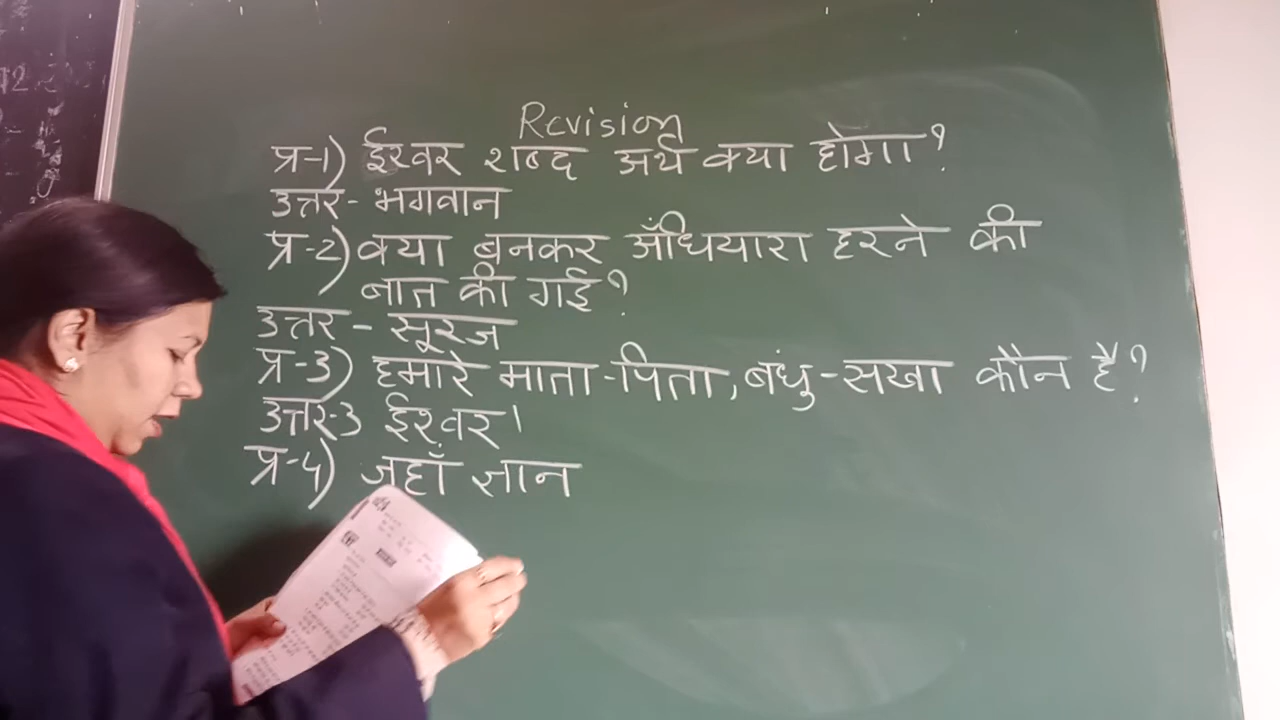 Revision
प्र-1) ईश्वर शब्द अर्थ क्या होगा?
उत्तर- भगवान
प्र-2) क्या बनकर अँधियारा हरने की
बात की गई?
उत्तर - सूरज
प्र-3) हमारे माता-पिता, बंधु-सखा कौन है?
उत्तर-3 ईश्वर।
प्र-4) जहाँ ज्ञान